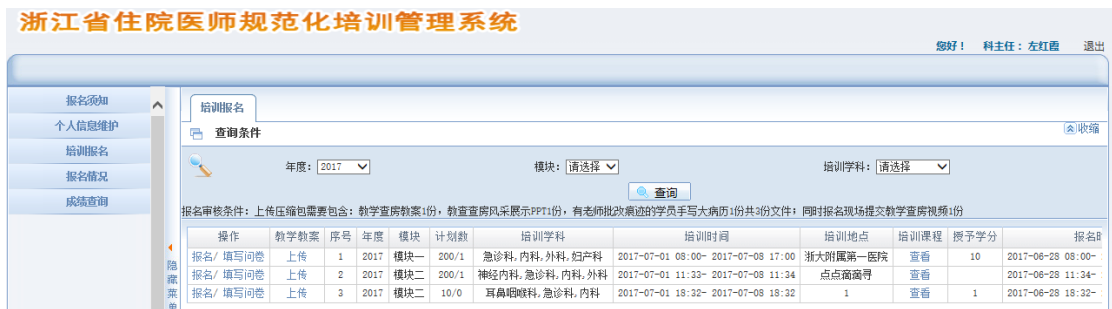 浙江省住院医师规范化培训管理系统
您好！ 科主任：左红霞 退出
报名须知
个人信息维护
培训报名
报名情况
成绩查询
隐藏菜单
培训报名
查询条件 收缩
年度： 2017 模块： 请选择 培训学科： 请选择
查询
报名审核条件：上传压缩包需要包含：教学查房教案1份，教查查房风采展示PPT1份，有老师批改痕迹的学员手写大病历1份共3份文件；同时报名现场提交教学查房视频1份
操作 教学教案 序号 年度 模块 计划数 培训学科 培训时间 培训地点 培训课程 授予学分 报名时
报名/ 填写问卷 上传 1 2017 模块一 200/1 急诊科,内科,外科,妇产科 2017-07-01 08:00- 2017-07-08 17:00 浙大附属第一医院 查看 10 2017-06-28 08:00-
报名/ 填写问卷 上传 2 2017 模块二 200/1 神经内科,急诊科,内科,外科 2017-07-01 11:33- 2017-07-08 11:34 点点滴滴寻 查看 2017-06-28 11:34-
报名/ 填写问卷 上传 3 2017 模块二 10/0 耳鼻咽喉科,急诊科,内科 2017-07-01 18:32- 2017-07-08 18:32 1 查看 1 2017-06-28 18:32-